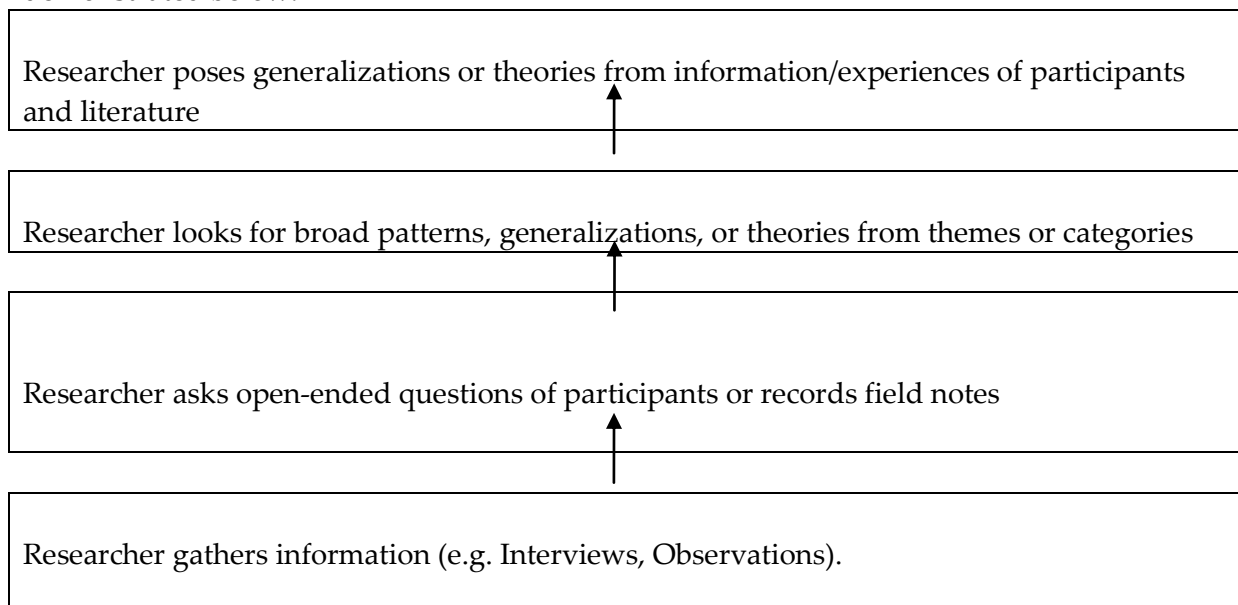 Researcher poses generalizations or theories from information/experiences of participants
and literature
Researcher looks for broad patterns, generalizations, or theories from themes or categories
Researcher asks open-ended questions of participants or records field notes
Researcher gathers information (e.g. Interviews, Observations).